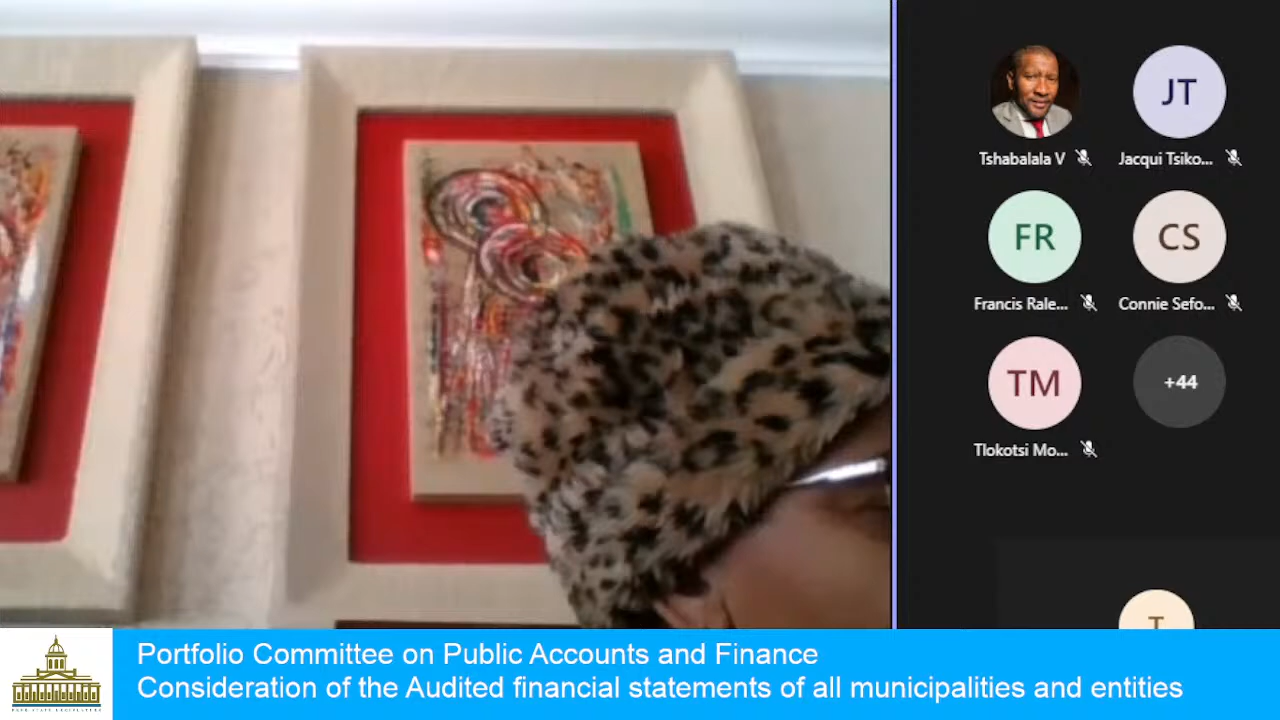 Tshabalala V
JT
Jacqui Tsiko...
FR
Francis Rale...
CS
Connie Sefo...
TM
Tlokotsi Mo...
+44
T
Portfolio Committee on Public Accounts and Finance
Consideration of the Audited financial statements of all municipalities and entities